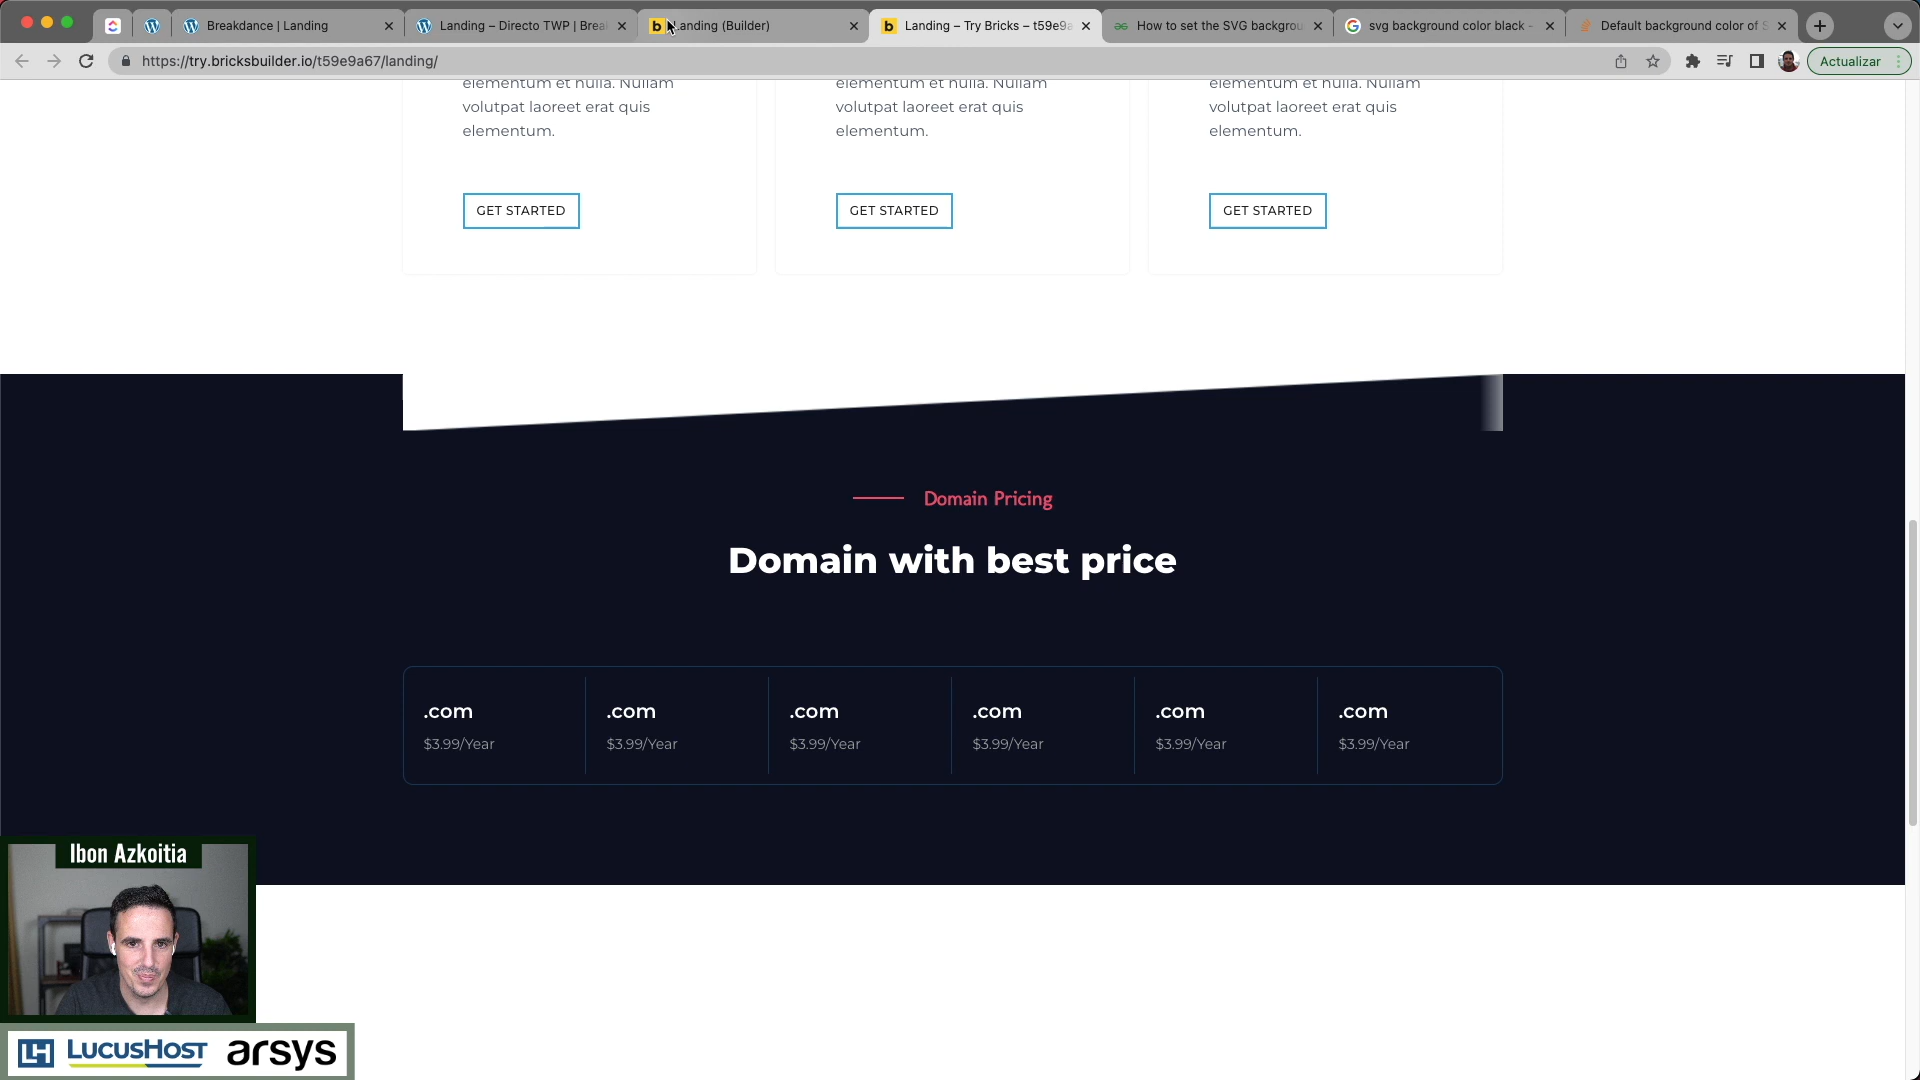 Breakdance | Landing
Landing – Directo TWP | Break
Landing (Builder)
Landing – Try Bricks – t59e9a
How to set the SVG backgrou
svg background color black -
Default background color of S
https://try.bricksbuilder.io/t59e9a67/landing/
Actualizar
elementum et nulla. Nullam
volutpat laoreet erat quis
elementum.
GET STARTED
elementum et nulla. Nullam
volutpat laoreet erat quis
elementum.
GET STARTED
elementum et nulla. Nullam
volutpat laoreet erat quis
elementum.
GET STARTED
Domain Pricing
Domain with best price
.com
$3.99/Year
.com
$3.99/Year
.com
$3.99/Year
.com
$3.99/Year
.com
$3.99/Year
.com
$3.99/Year
Ibon Azkoitia
LH LUCUSHOST arsys